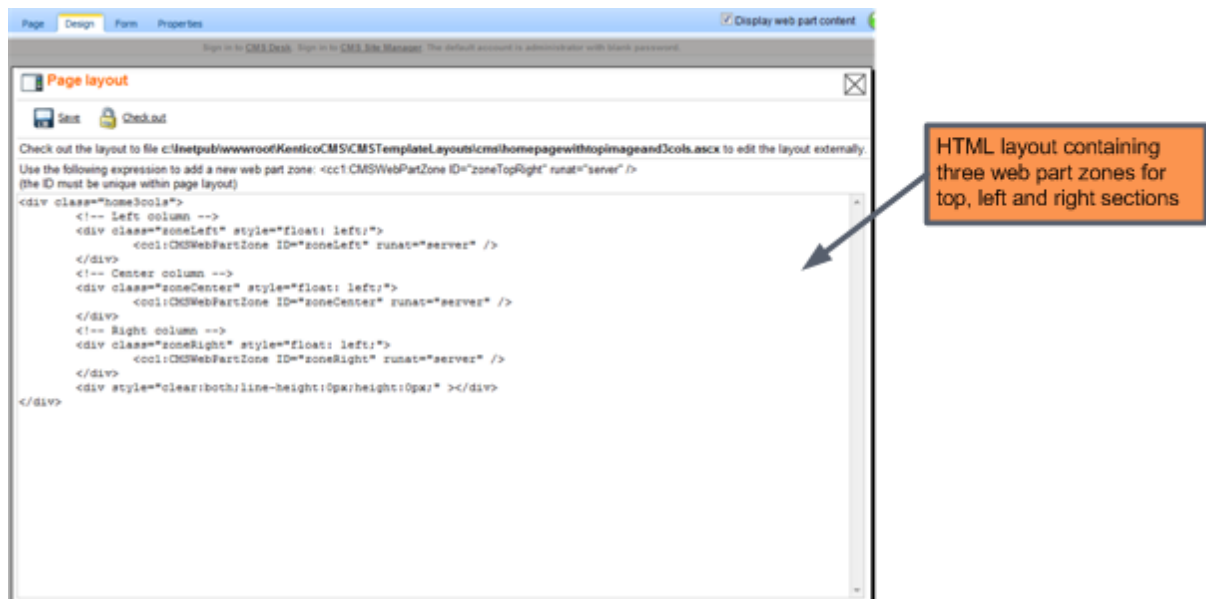 Page Design Form Properties Display web part content
Sign in to CMS Desk. Sign in to CMS Site Manager. The default account is administrator with blank password.
Page layout
Save Check out
Check out the layout to file c:\Inetpub\wwwroot\KenticoCMS\CMSTemplateLayouts\cms\homepagewithtopimageand3cols.ascx to edit the layout externally.
Use the following expression to add a new web part zone: <cc1:CMSWebPartZone ID="zoneTopRight" runat="server" />
(the ID must be unique within page layout)
<div class="home3cols">
<!-- Left column -->
<div class="zoneLeft" style="float: left;">
<cc1:CMSWebPartZone ID="zoneLeft" runat="server" />
</div>
<!-- Center column -->
<div class="zoneCenter" style="float: left;">
<cc1:CMSWebPartZone ID="zoneCenter" runat="server" />
</div>
<!-- Right column -->
<div class="zoneRight" style="float: left;">
<cc1:CMSWebPartZone ID="zoneRight" runat="server" />
</div>
<div style="clear:both;line-height:0px;height:0px;" ></div>
</div>
HTML layout containing
three web part zones for
top, left and right sections